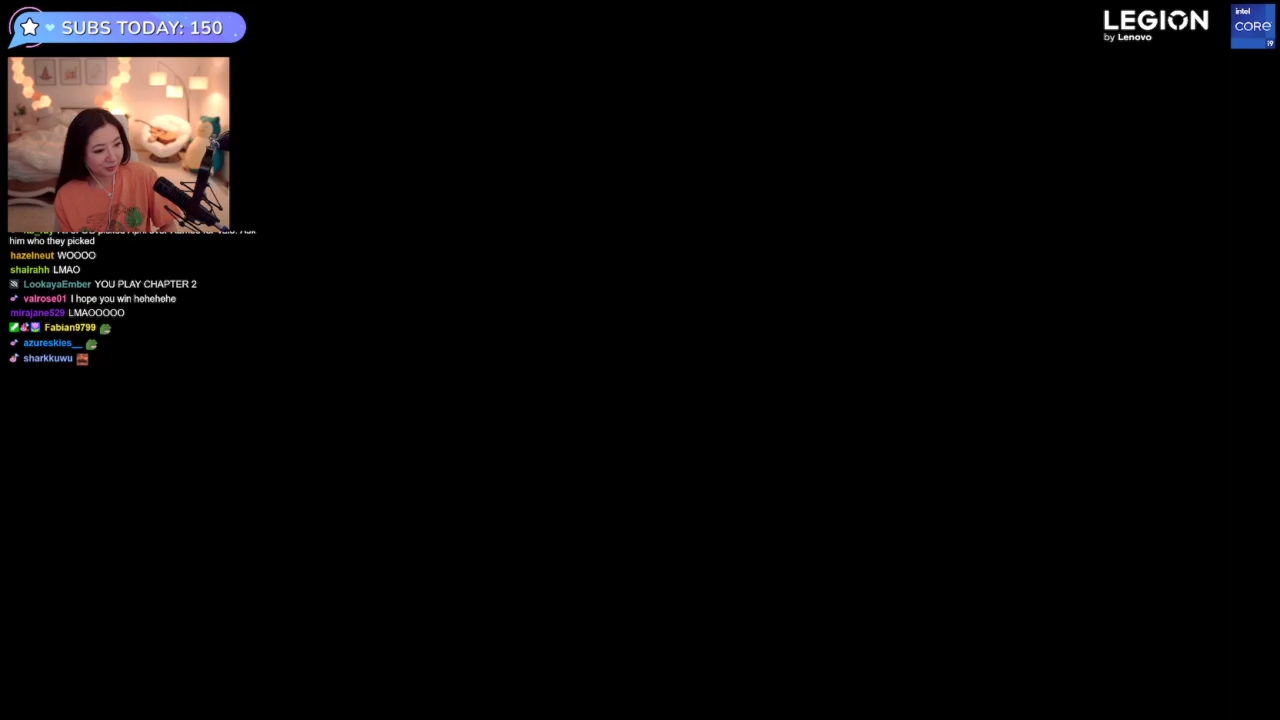 SUBS TODAY: 150
LEGION
by Lenovo
intel
CORE
i9
him who they picked
hazelneut WOOOO
shairahh LMAO
LookayaEmber YOU PLAY CHAPTER 2
valrose01 I hope you win hehehehe
mirajane529 LMAOOOOO
Fabian9799
azureskies__
sharkkuwu